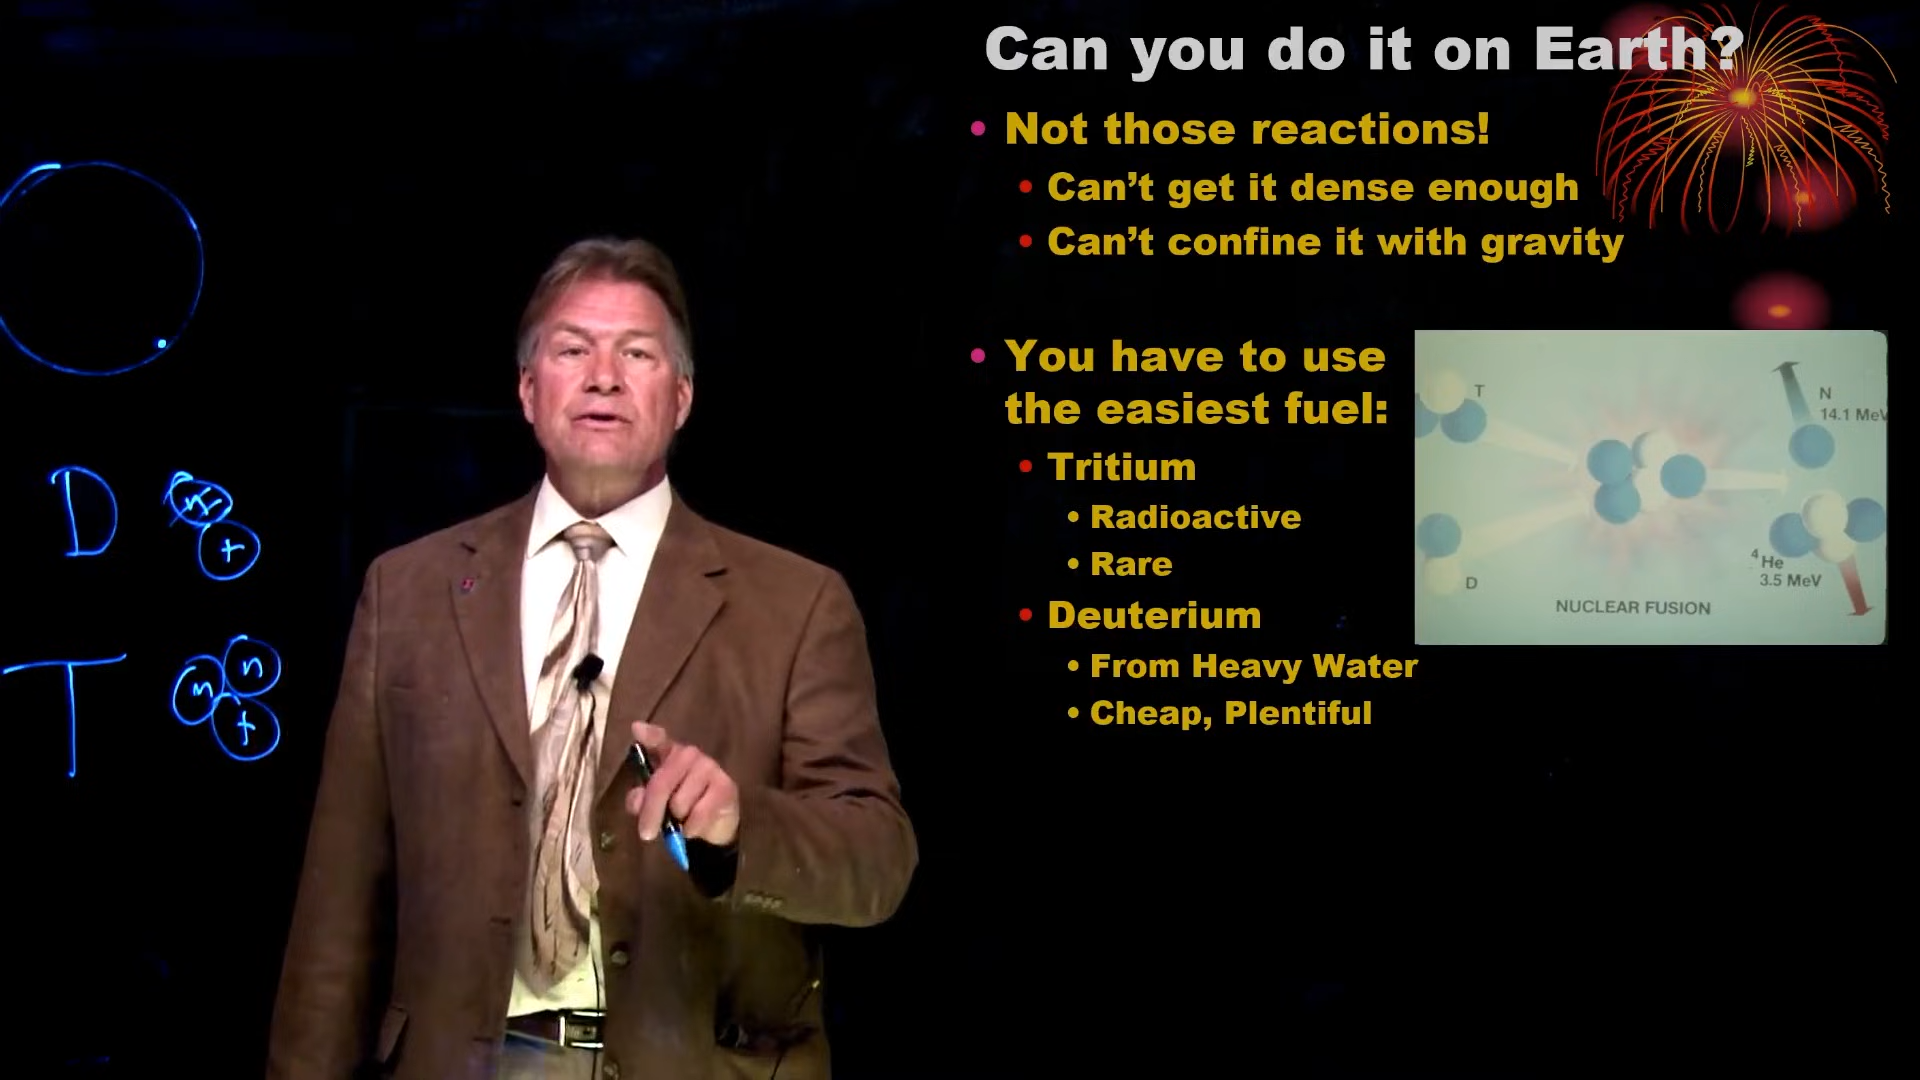 Can you do it on Earth?
• Not those reactions!
• Can’t get it dense enough
• Can’t confine it with gravity
• You have to use
the easiest fuel:
• Tritium
• Radioactive
• Rare
• Deuterium
• From Heavy Water
• Cheap, Plentiful
T
N
14.1 MeV
D
4He
3.5 MeV
NUCLEAR FUSION
D
+
T
n
n
+